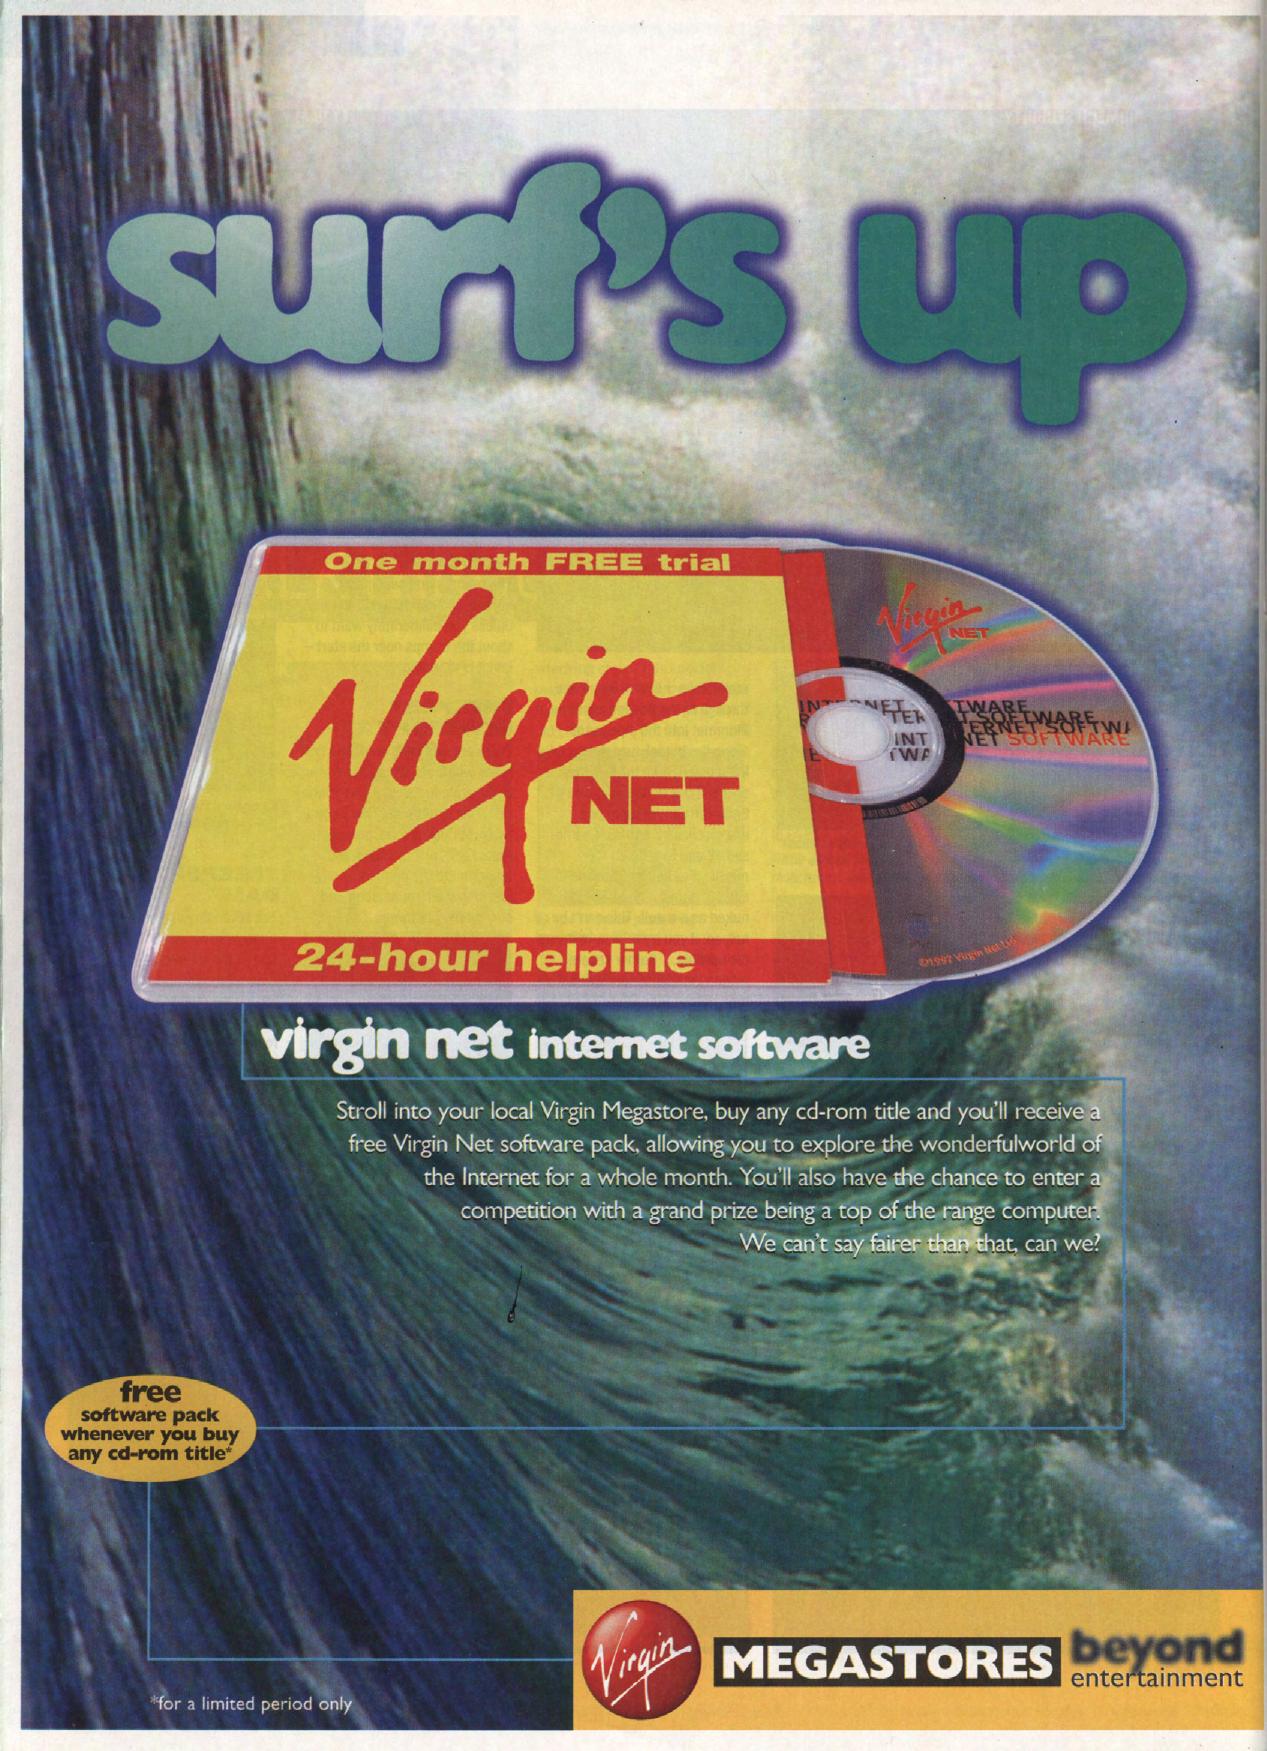 surf's up
One month FREE trial
Virgin
NET
24-hour helpline
Virgin
NET
SOFTWARE
©1997 Virgin Net Ltd
virgin net internet software
Stroll into your local Virgin Megastore, buy any cd-rom title and you'll receive a
free Virgin Net software pack, allowing you to explore the wonderfulworld of
the Internet for a whole month. You'll also have the chance to enter a
competition with a grand prize being a top of the range computer.
We can't say fairer than that, can we?
free
software pack
whenever you buy
any cd-rom title*
*for a limited period only
Virgin
MEGASTORES
beyond
entertainment